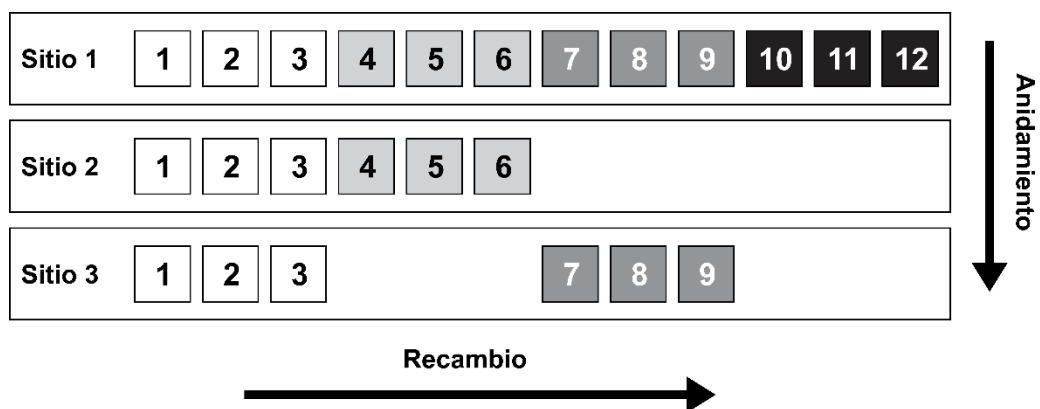 Sitio 1 1 2 3 4 5 6 7 8 9 10 11 12
Sitio 2 1 2 3 4 5 6
Sitio 3 1 2 3 7 8 9
Anidamiento
Recambio